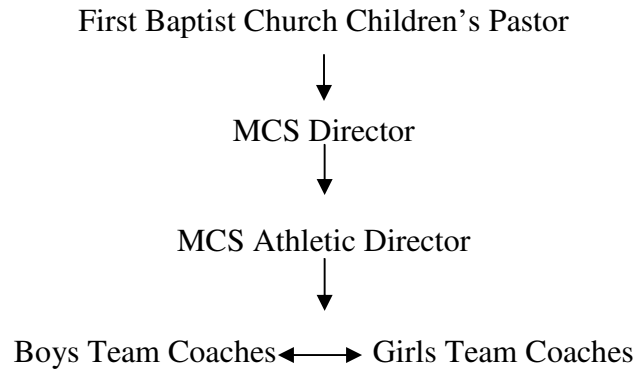 First Baptist Church Children’s Pastor
MCS Director
MCS Athletic Director
Boys Team Coaches Girls Team Coaches